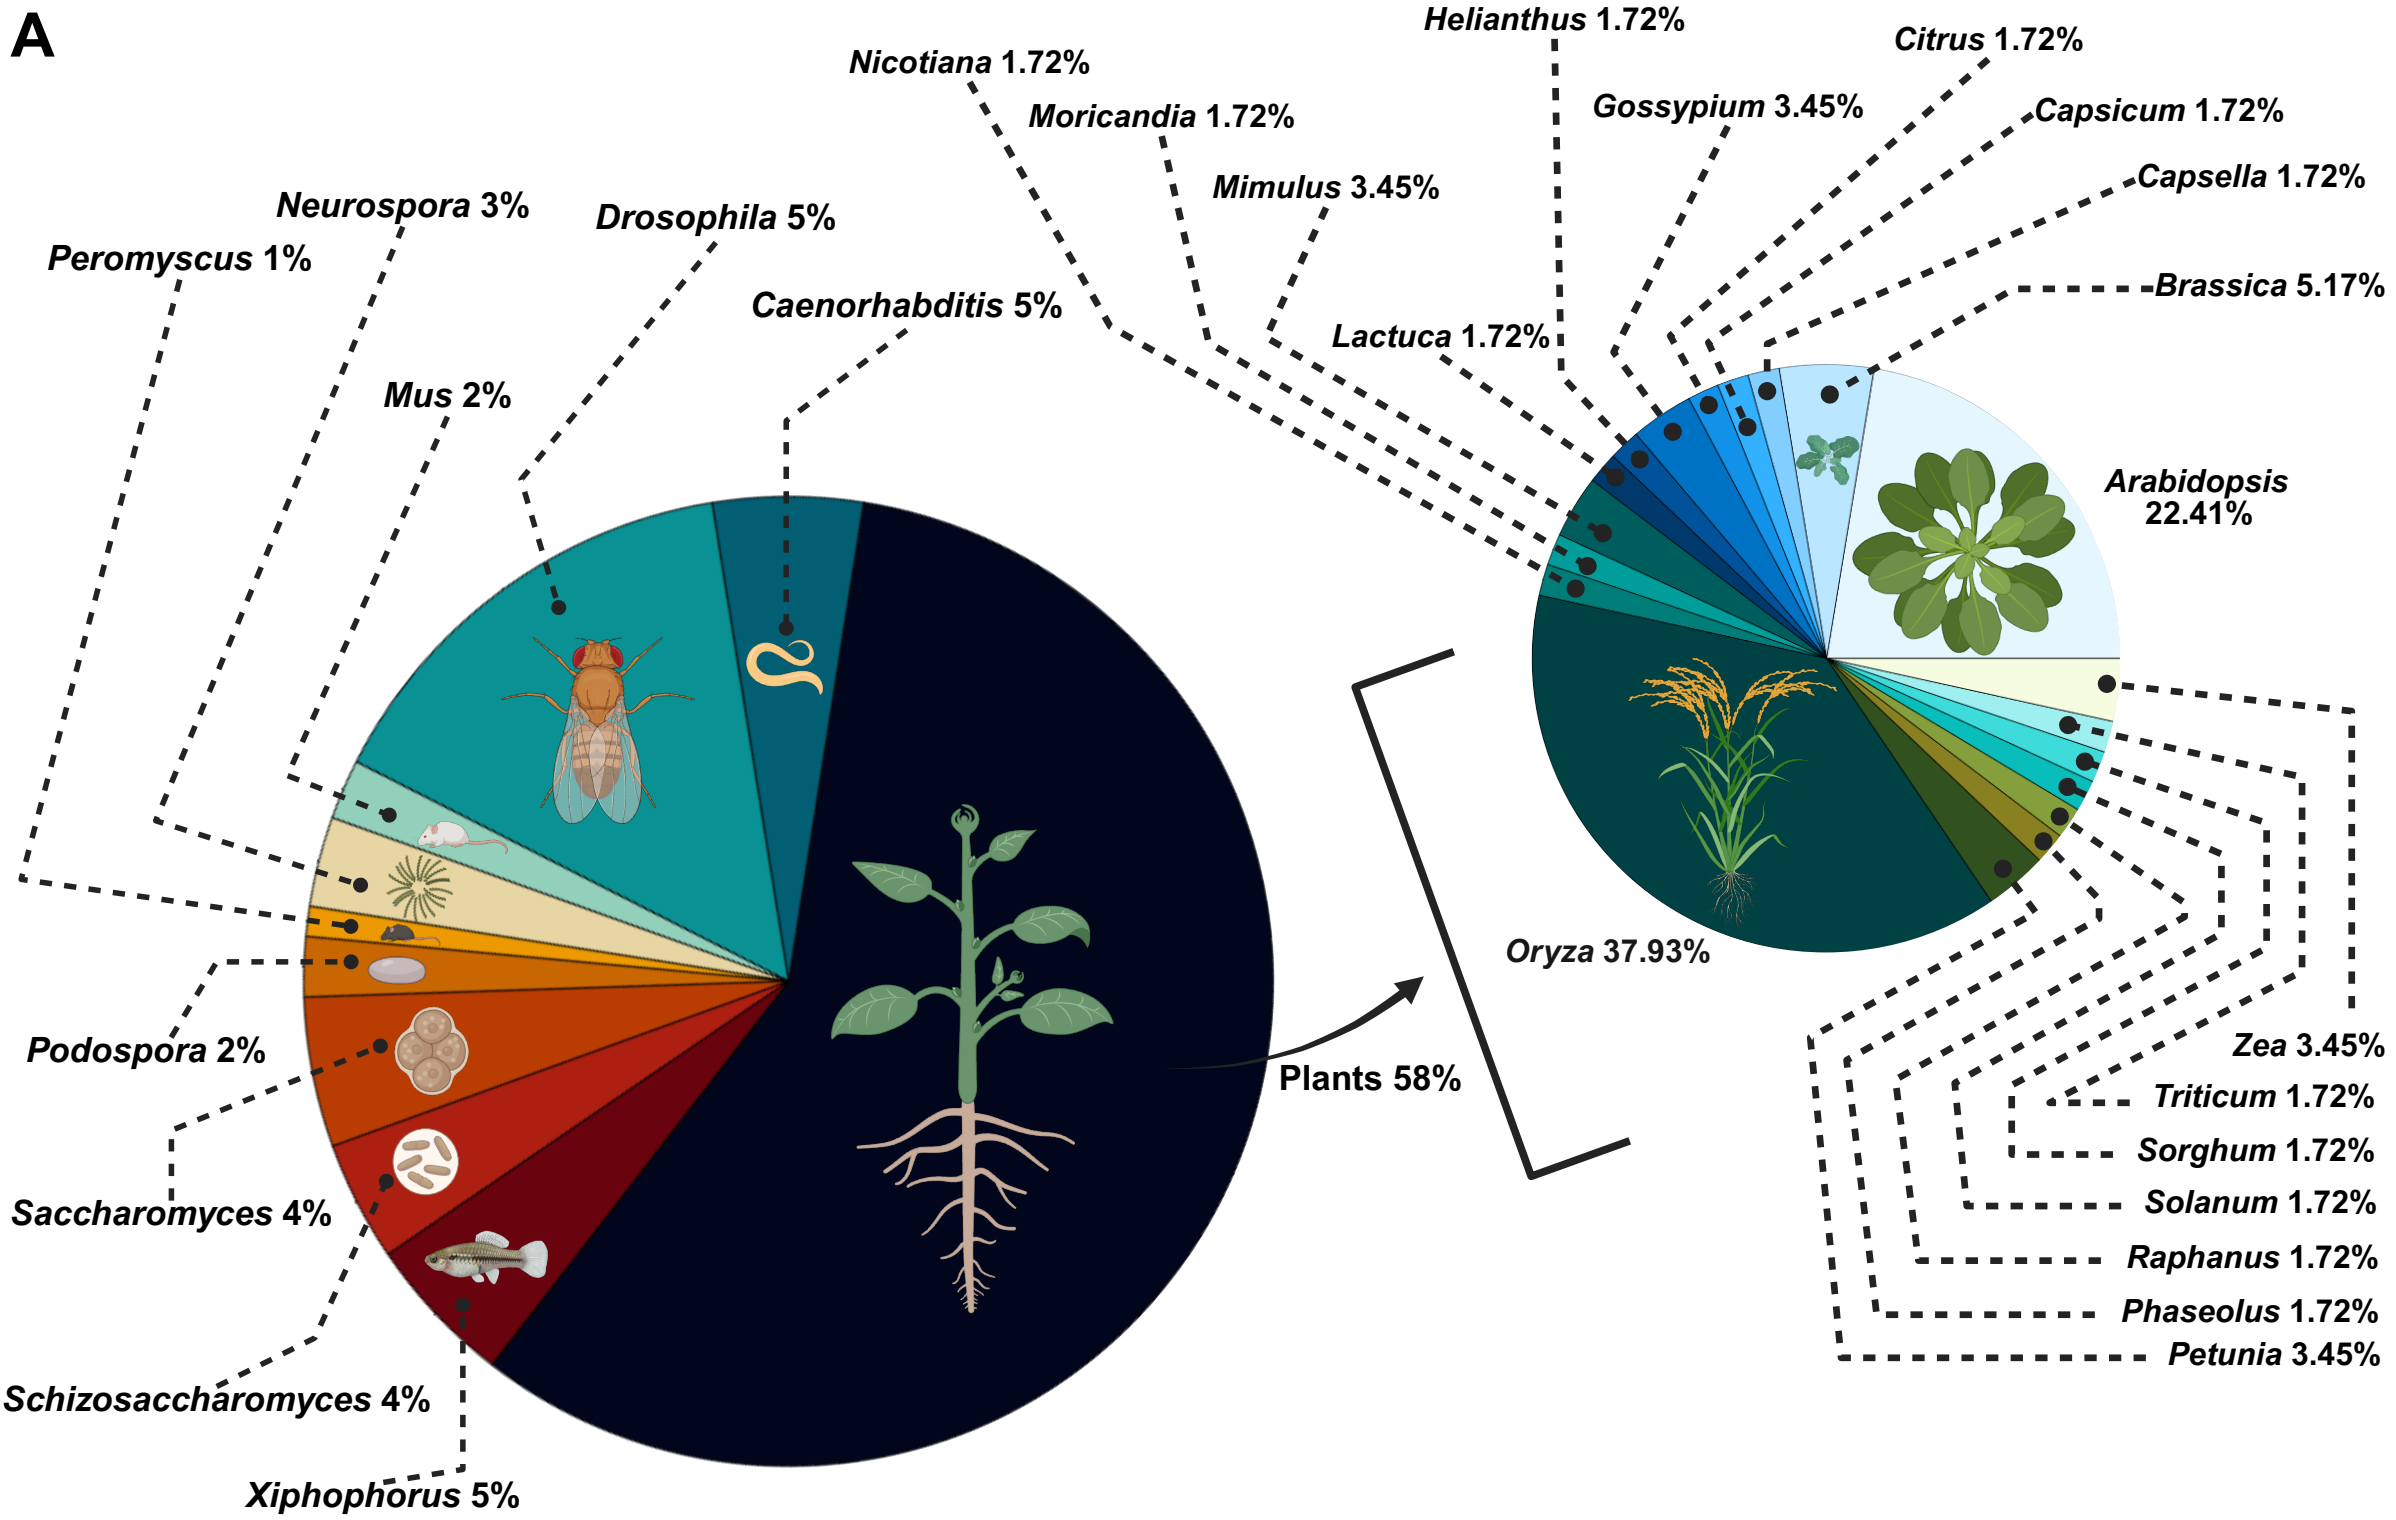 A
Helianthus 1.72%
Citrus 1.72%
Nicotiana 1.72%
Gossypium 3.45%
Capsicum 1.72%
Moricandia 1.72%
Capsella 1.72%
Mimulus 3.45%
Neurospora 3%
Drosophila 5%
Peromyscus 1%
Brassica 5.17%
Caenorhabditis 5%
Lactuca 1.72%
Mus 2%
Arabidopsis
22.41%
Oryza 37.93%
Zea 3.45%
Podospora 2%
Plants 58%
Triticum 1.72%
Sorghum 1.72%
Solanum 1.72%
Saccharomyces 4%
Raphanus 1.72%
Phaseolus 1.72%
Petunia 3.45%
Schizosaccharomyces 4%
Xiphophorus 5%